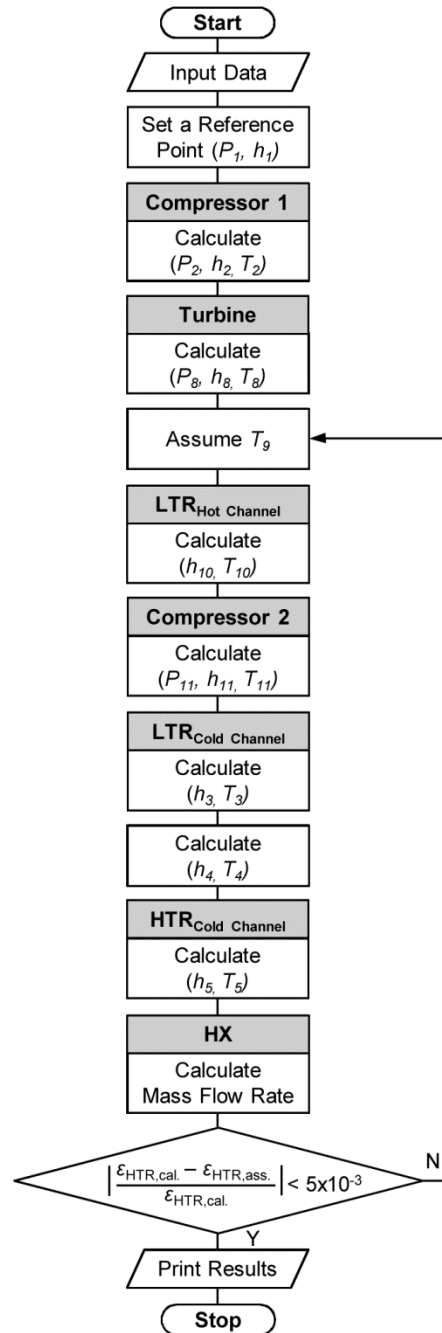 Start
Input Data
Set a Reference
Point (P1, h1)
Compressor 1
Calculate
(P2, h2, T2)
Turbine
Calculate
(P8, h8, T8)
Assume T9
LTRHot Channel
Calculate
(h10, T10)
Compressor 2
Calculate
(P11, h11, T11)
LTRCold Channel
Calculate
(h3, T3)
Calculate
(h4, T4)
HTRCold Channel
Calculate
(h5, T5)
HX
Calculate
Mass Flow Rate
|εHTR,cal. − εHTR,ass. / εHTR,cal.| < 5x10-3
N
Y
Print Results
Stop